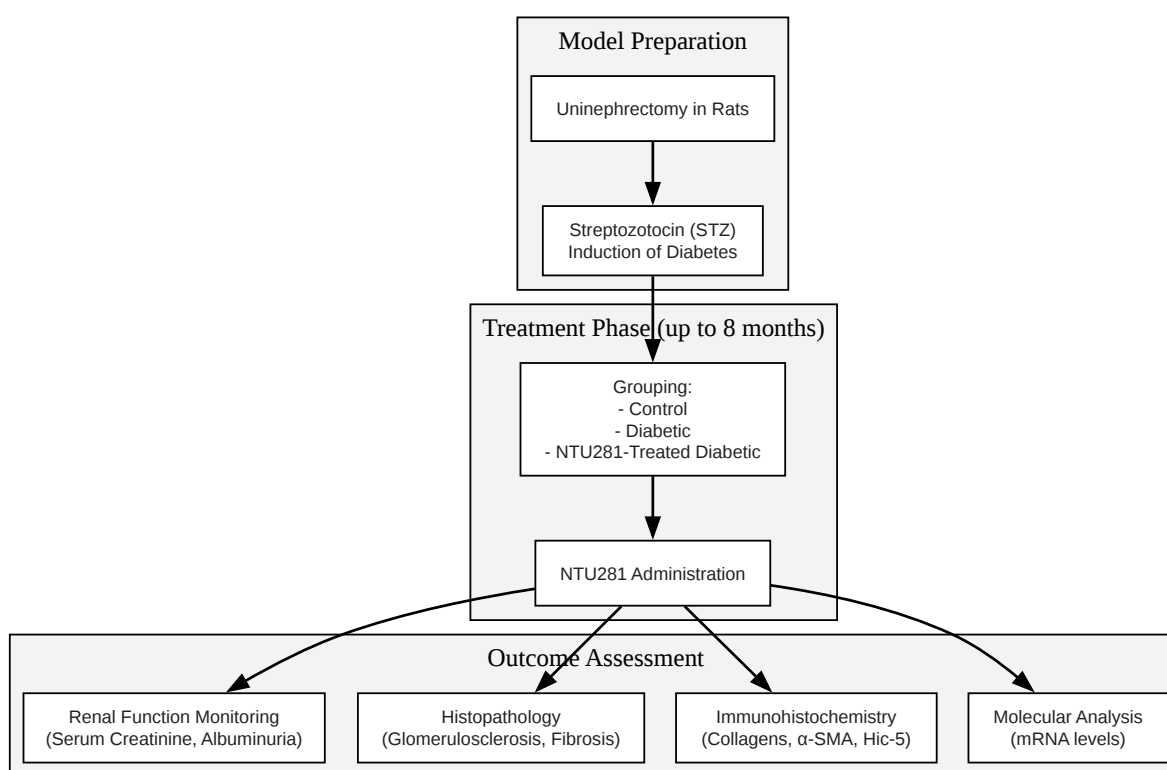 Model Preparation
Uninephrectomy in Rats
Streptozotocin (STZ)
Induction of Diabetes
Treatment Phase (up to 8 months)
Grouping:
- Control
- Diabetic
- NTU281-Treated Diabetic
NTU281 Administration
Outcome Assessment
Renal Function Monitoring
(Serum Creatinine, Albuminuria)
Histopathology
(Glomerulosclerosis, Fibrosis)
Immunohistochemistry
(Collagens, α-SMA, Hic-5)
Molecular Analysis
(mRNA levels)